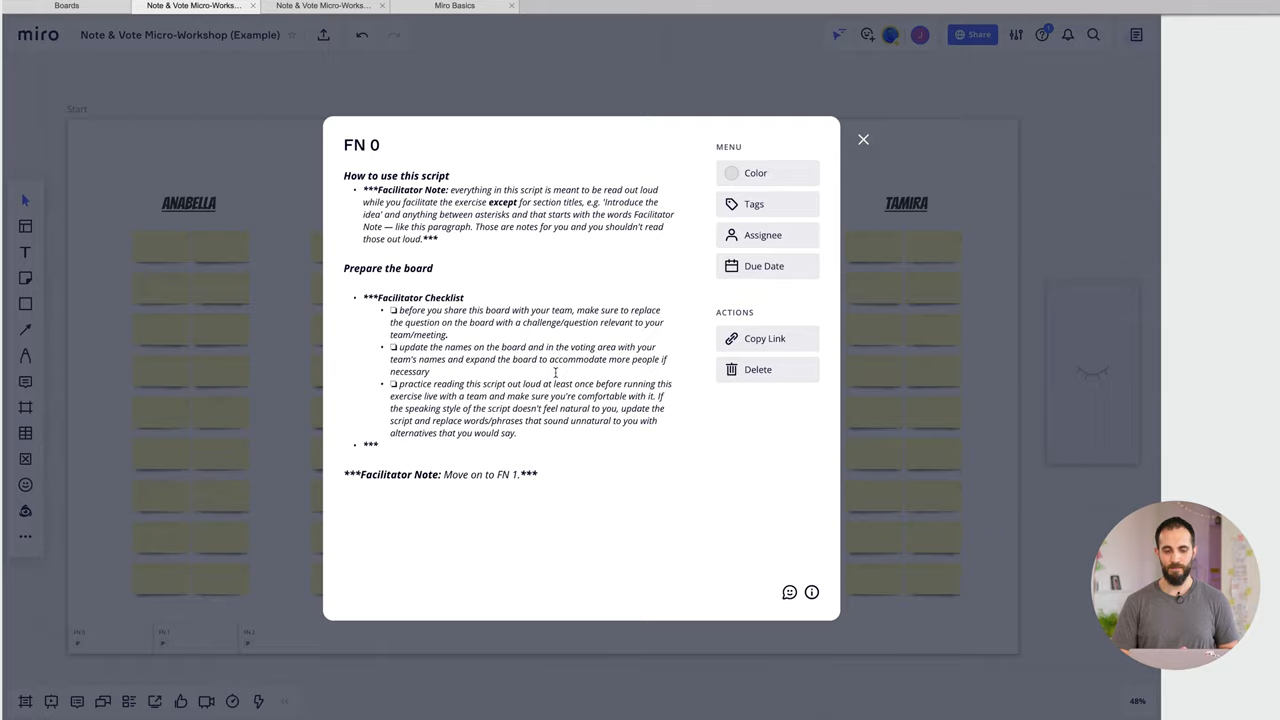 Boards
Note & Vote Micro-Works...
Note & Vote Micro-Works...
Miro Basics
miro
Note & Vote Micro-Workshop (Example)
J
Share
1
Start
ANABELLA
TAMIRA
FN 0
How to use this script
• ***Facilitator Note: everything in this script is meant to be read out loud
while you facilitate the exercise except for section titles, e.g. 'Introduce the
idea' and anything between asterisks and that starts with the words Facilitator
Note — like this paragraph. Those are notes for you and you shouldn't read
those out loud.***
Prepare the board
• ***Facilitator Checklist
• ❏ before you share this board with your team, make sure to replace
the question on the board with a challenge/question relevant to your
team/meeting.
• ❏ update the names on the board and in the voting area with your
team's names and expand the board to accommodate more people if
necessary
• ❏ practice reading this script out loud at least once before running this
exercise live with a team and make sure you're comfortable with it. If
the speaking style of the script doesn't feel natural to you, update the
script and replace words/phrases that sound unnatural to you with
alternatives that you would say.
• ***
***Facilitator Note: Move on to FN 1.***
MENU
Color
Tags
Assignee
Due Date
ACTIONS
Copy Link
Delete
FN 1
FN 2
48%